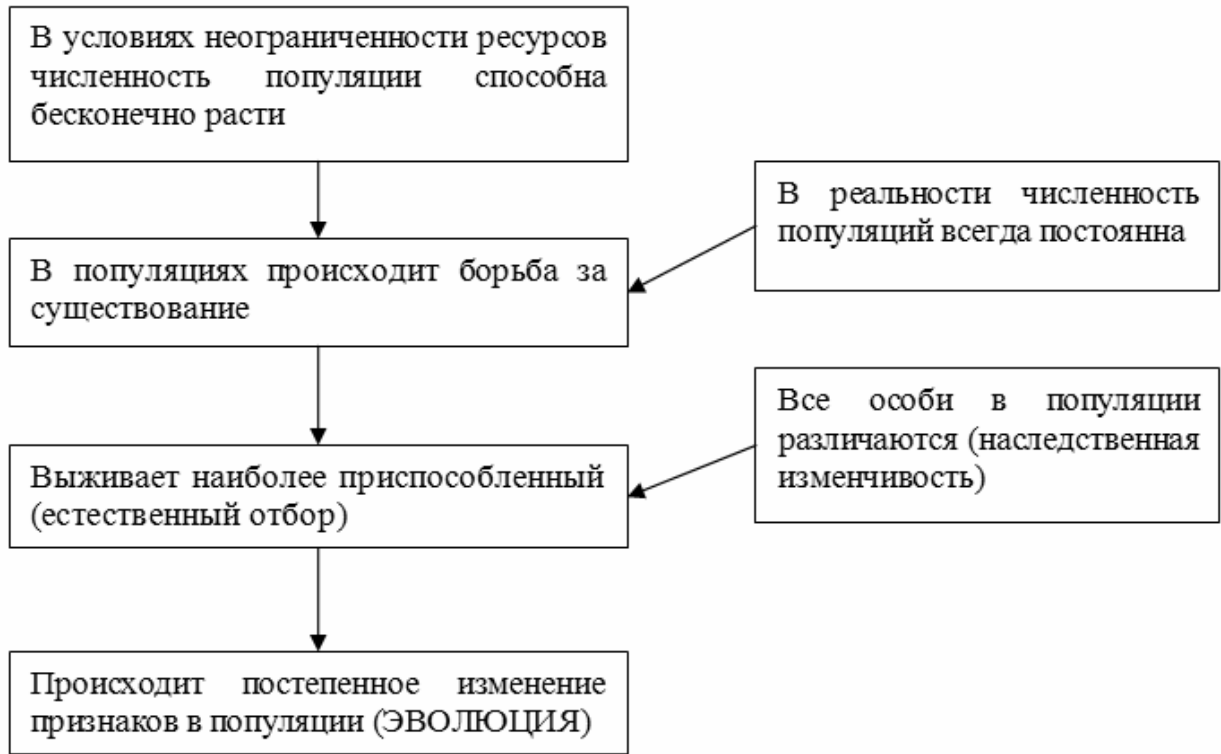 В условиях неограниченности ресурсов
численность популяции способна
бесконечно расти
В реальности численность
популяций всегда постоянна
В популяциях происходит борьба за
существование
Все особи в популяции
различаются (наследственная
изменчивость)
Выживает наиболее приспособленный
(естественный отбор)
Происходит постепенное изменение
признаков в популяции (ЭВОЛЮЦИЯ)